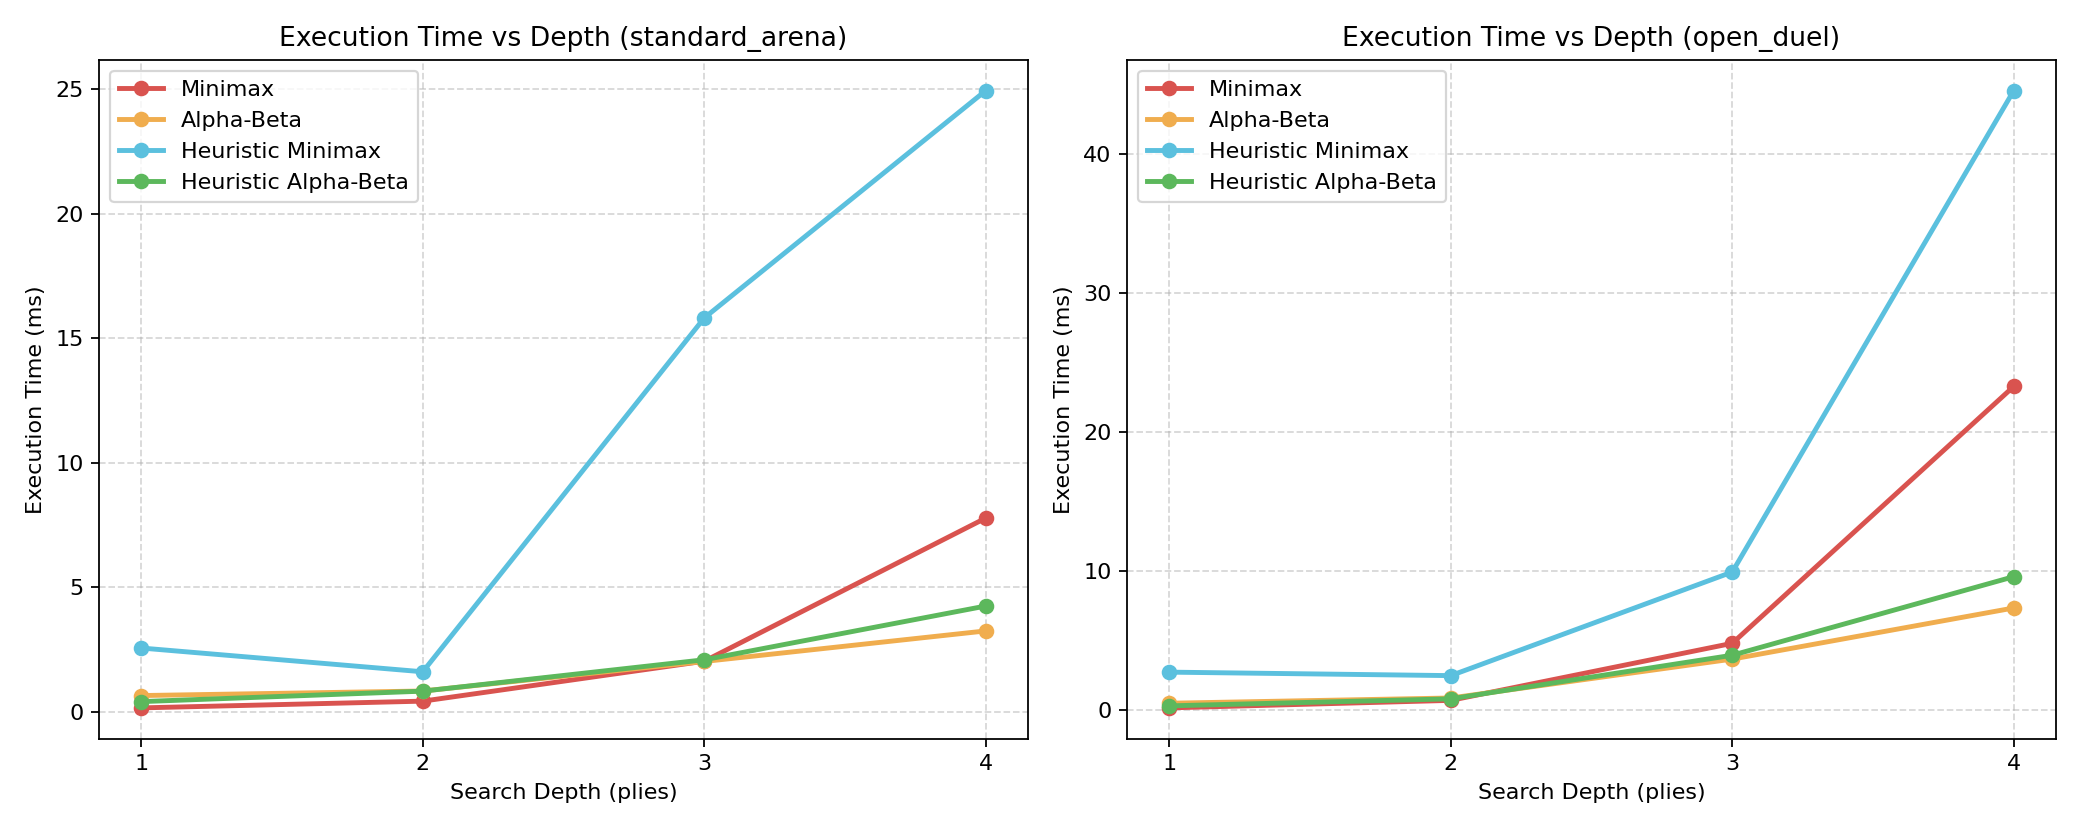 Execution Time vs Depth (standard_arena)
Minimax
Alpha-Beta
Heuristic Minimax
Heuristic Alpha-Beta
Execution Time (ms)
25
20
15
10
5
0
1 2 3 4
Search Depth (plies)
Execution Time vs Depth (open_duel)
Minimax
Alpha-Beta
Heuristic Minimax
Heuristic Alpha-Beta
Execution Time (ms)
40
30
20
10
0
1 2 3 4
Search Depth (plies)